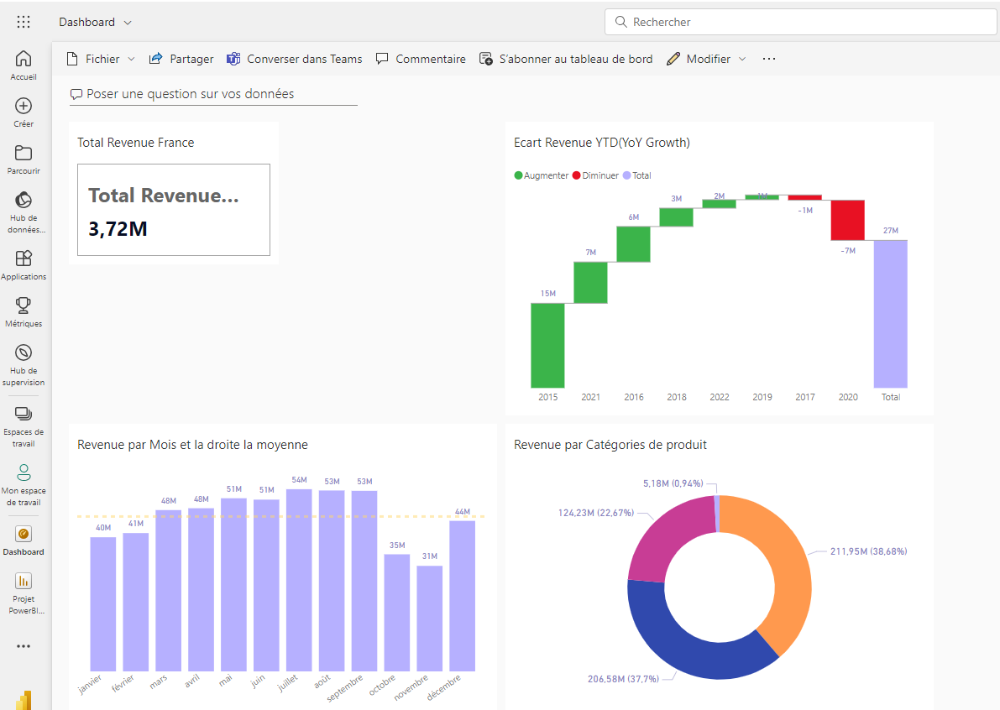 Dashboard
Rechercher
Fichier
Partager
Converser dans Teams
Commentaire
S'abonner au tableau de bord
Modifier
Accueil
Créer
Parcourir
Hub de
données...
Applications
Métriques
Hub de
supervision
Espaces de
travail
Mon espace
de travail
Dashboard
Projet
PowerBI...
Poser une question sur vos données
Total Revenue France
Total Revenue...
3,72M
Ecart Revenue YTD(YoY Growth)
Augmenter Diminuer Total
15M
7M
6M
3M
2M
1M
-1M
-7M
27M
2015 2021 2016 2018 2022 2019 2017 2020 Total
Revenue par Mois et la droite la moyenne
40M
41M
48M
48M
51M
51M
54M
53M
53M
35M
31M
44M
janvier
février
mars
avril
mai
juin
juillet
août
septembre
octobre
novembre
décembre
Revenue par Catégories de produit
5,18M (0,94%)
124,23M (22,67%)
211,95M (38,68%)
206,58M (37,7%)